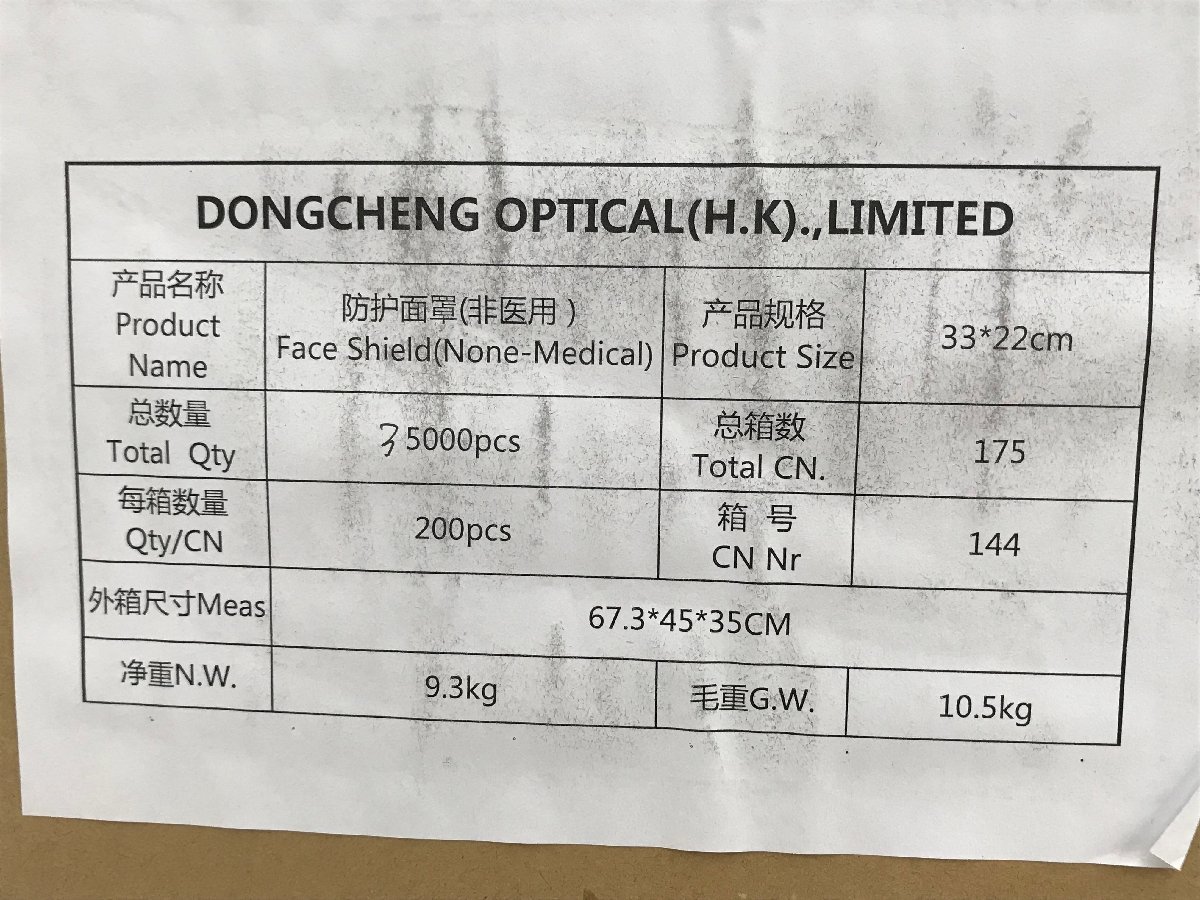 DONGCHENG OPTICAL(H.K).,LIMITED
产品名称
Product
Name
防护面罩(非医用)
Face Shield(None-Medical)
产品规格
Product Size
33*22cm
总数量
Total Qty
35000pcs
总箱数
Total CN.
175
每箱数量
Qty/CN
200pcs
箱 号
CN Nr
144
外箱尺寸Meas
67.3*45*35CM
净重N.W.
9.3kg
毛重G.W.
10.5kg